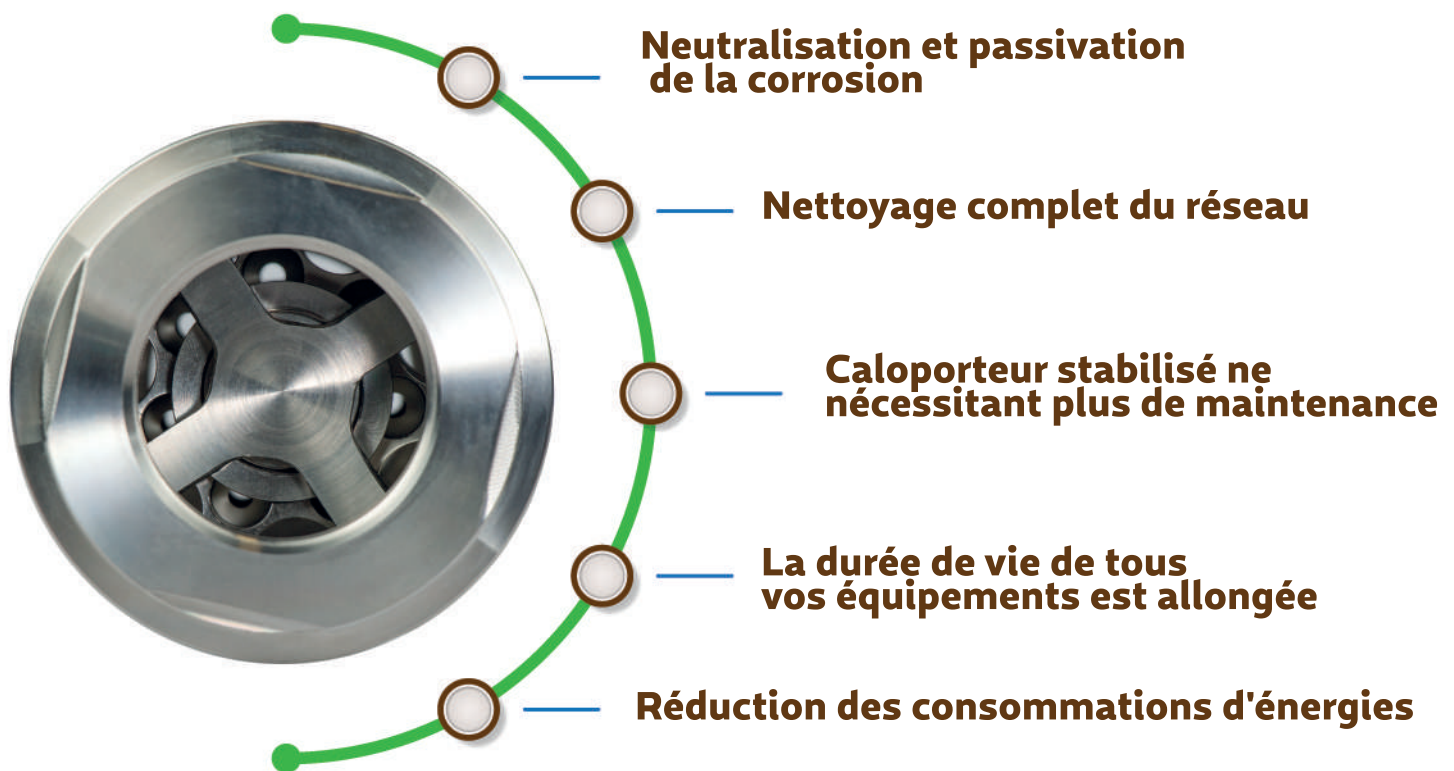 Neutralisation et passivation
de la corrosion
Nettoyage complet du réseau
Caloporteur stabilisé ne
nécessitant plus de maintenance
La durée de vie de tous
vos équipements est allongée
Réduction des consommations d'énergies